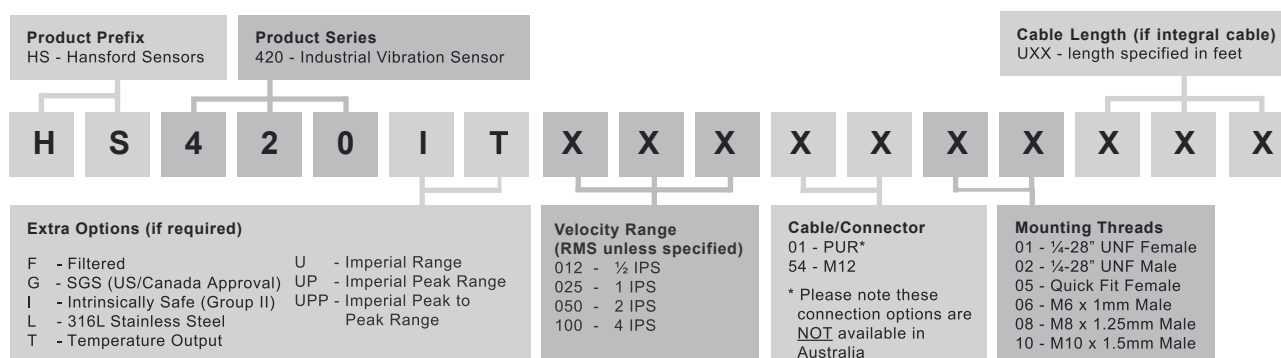 Product Prefix
HS - Hansford Sensors
Product Series
420 - Industrial Vibration Sensor
Cable Length (if integral cable)
UXX - length specified in feet
H S 4 2 0 I T X X X X X X X X X X
Extra Options (if required)
F - Filtered
G - SGS (US/Canada Approval)
I - Intrinsically Safe (Group II)
L - 316L Stainless Steel
T - Temperature Output
U - Imperial Range
UP - Imperial Peak Range
UPP - Imperial Peak to
Peak Range
Velocity Range
(RMS unless specified)
012 - ½ IPS
025 - 1 IPS
050 - 2 IPS
100 - 4 IPS
Cable/Connector
01 - PUR*
54 - M12
* Please note these
connection options are
NOT available in
Australia
Mounting Threads
01 - ¼-28” UNF Female
02 - ¼-28” UNF Male
05 - Quick Fit Female
06 - M6 x 1mm Male
08 - M8 x 1.25mm Male
10 - M10 x 1.5mm Male